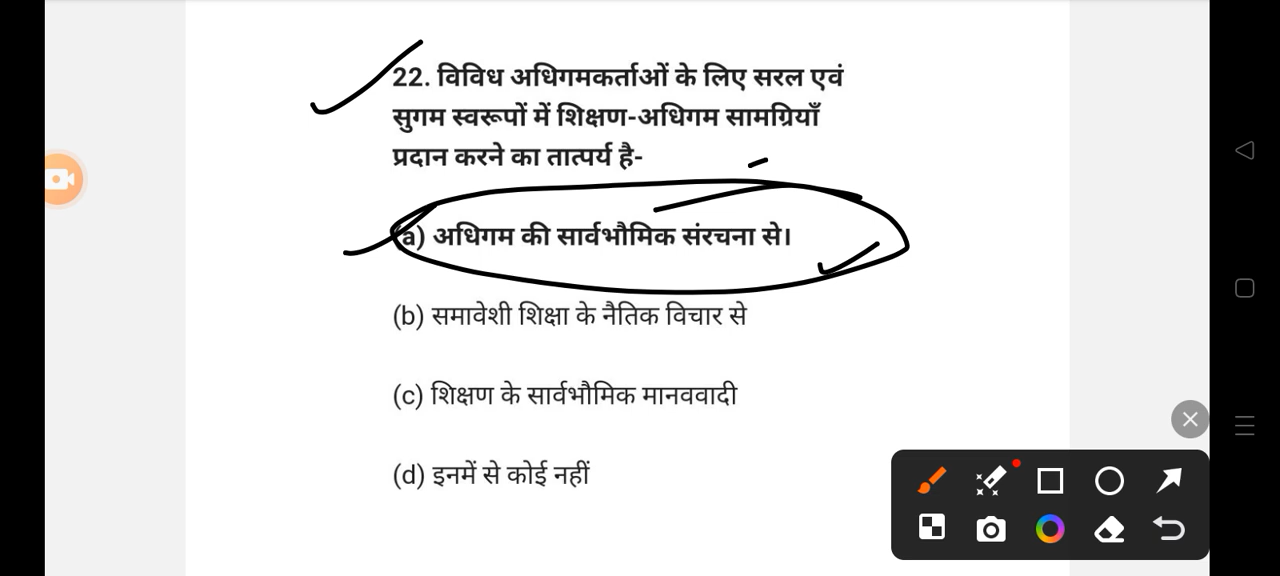 22. विविध अधिगमकर्ताओं के लिए सरल एवं
सुगम स्वरूपों में शिक्षण-अधिगम सामग्रियाँ
प्रदान करने का तात्पर्य है-
(a) अधिगम की सार्वभौमिक संरचना से।
(b) समावेशी शिक्षा के नैतिक विचार से
(c) शिक्षण के सार्वभौमिक मानववादी
(d) इनमें से कोई नहीं